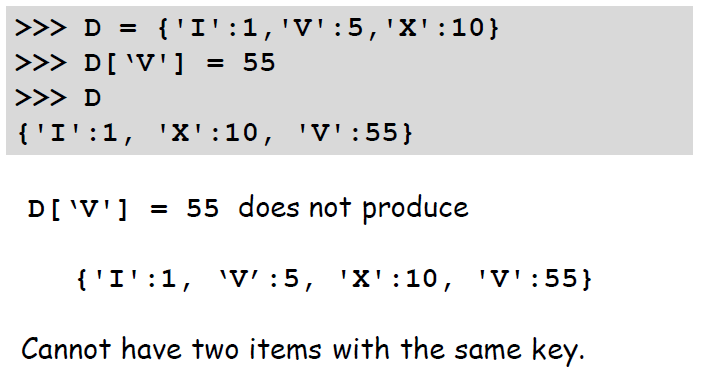 >>> D = {'I':1,'V':5,'X':10}
>>> D[‘V'] = 55
>>> D
{'I':1, 'X':10, 'V':55}
D[‘V'] = 55 does not produce
{'I':1, ‘V’:5, 'X':10, 'V':55}
Cannot have two items with the same key.